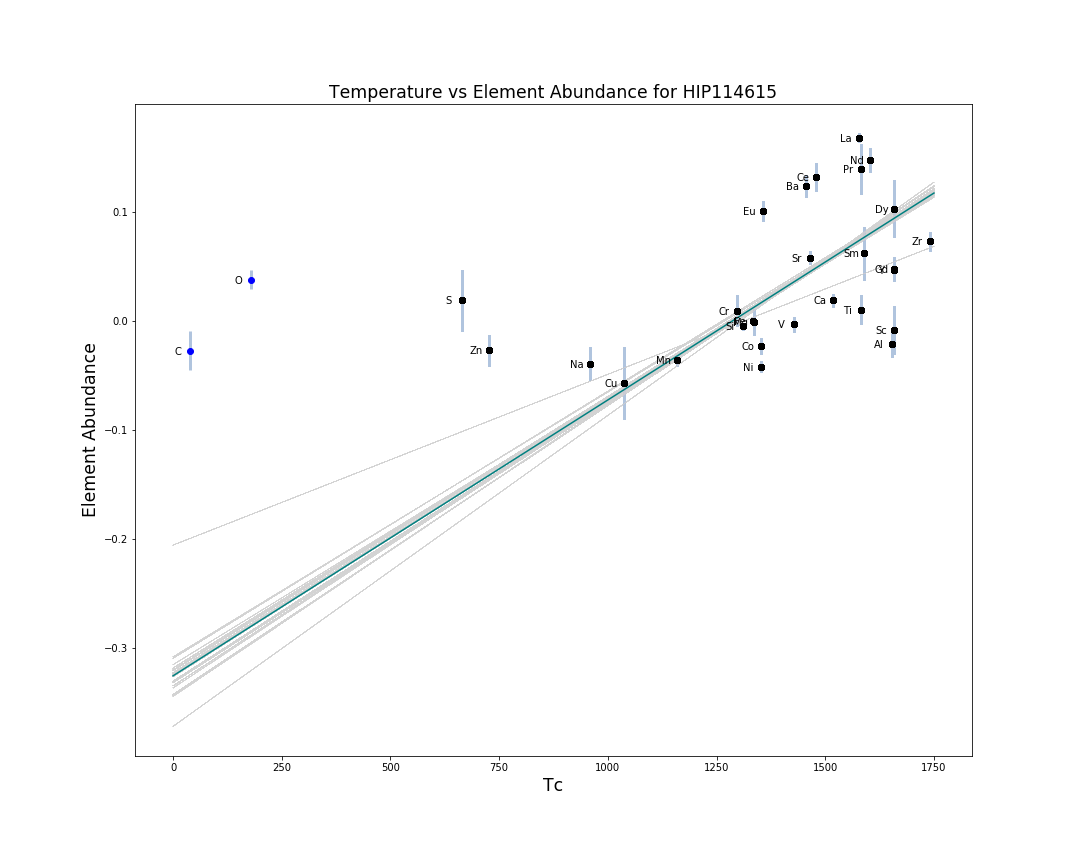 Temperature vs Element Abundance for HIP114615
Element Abundance
0.1
0.0
−0.1
−0.2
−0.3
La
Nd
Pr
Ce
Ba
Eu
Dy
Zr
Sr
Sm
O
S
Ca
Ti
Cr
V
Sc
Al
Co
Ni
C
Zn
Na
Cu
Mn
0
250
500
750
1000
1250
1500
1750
Tc